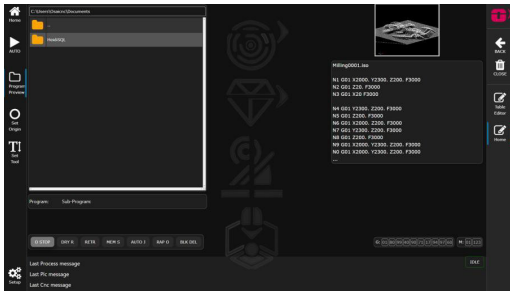 Home
C:\Users\Osaicnc\Documents
..
HeidiSQL
AUTO
Program
Preview
Set
Origin
Set
Tool
Setup
Milling0001.iso
N1 G01 X2000. Y2300. Z200. F3000
N2 G01 Z20. F3000
N3 G01 X20 F3000
N4 G01 Y2300. Z200. F3000
N5 G01 Z200. F3000
N6 G01 X2000. Z200. F3000
N7 G01 Y2300. Z200. F3000
N8 G01 Z200. F3000
N9 G01 X2000. Y2300. Z200. F3000
N0 G01 X2000. Y2300. Z200. F3000
...
BACK
CLOSE
Table
Editor
Home
Program: Sub-Program
O STOP DRY R RETR MEM G AUTO J RAP O BLK DEL
G: M:
Last Process message IDLE
Last Plc message
Last Cnc message